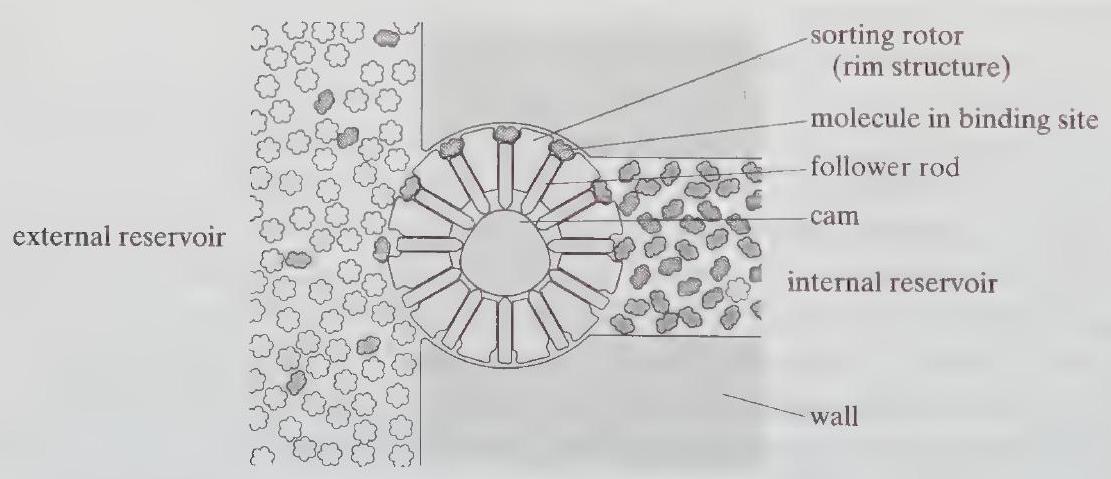 sorting rotor
(rim structure)
molecule in binding site
follower rod
cam
external reservoir
internal reservoir
wall